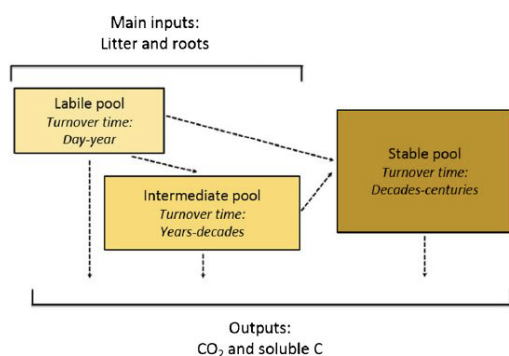 Main inputs:
Litter and roots
Labile pool
Turnover time:
Day-year
Intermediate pool
Turnover time:
Years-decades
Stable pool
Turnover time:
Decades-centuries
Outputs:
CO₂ and soluble C